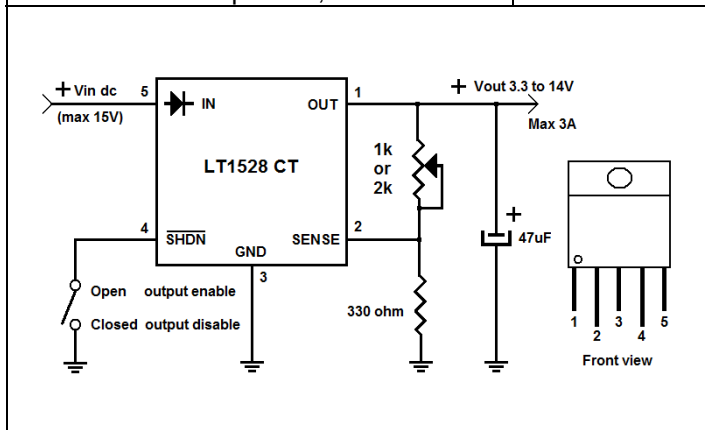 + Vin dc
(max 15V)
5
IN
OUT
1
+ Vout 3.3 to 14V
Max 3A
LT1528 CT
1k
or
2k
4
SHDN
SENSE
2
GND
3
+
47uF
Open output enable
Closed output disable
330 ohm
1 2 3 4 5
Front view